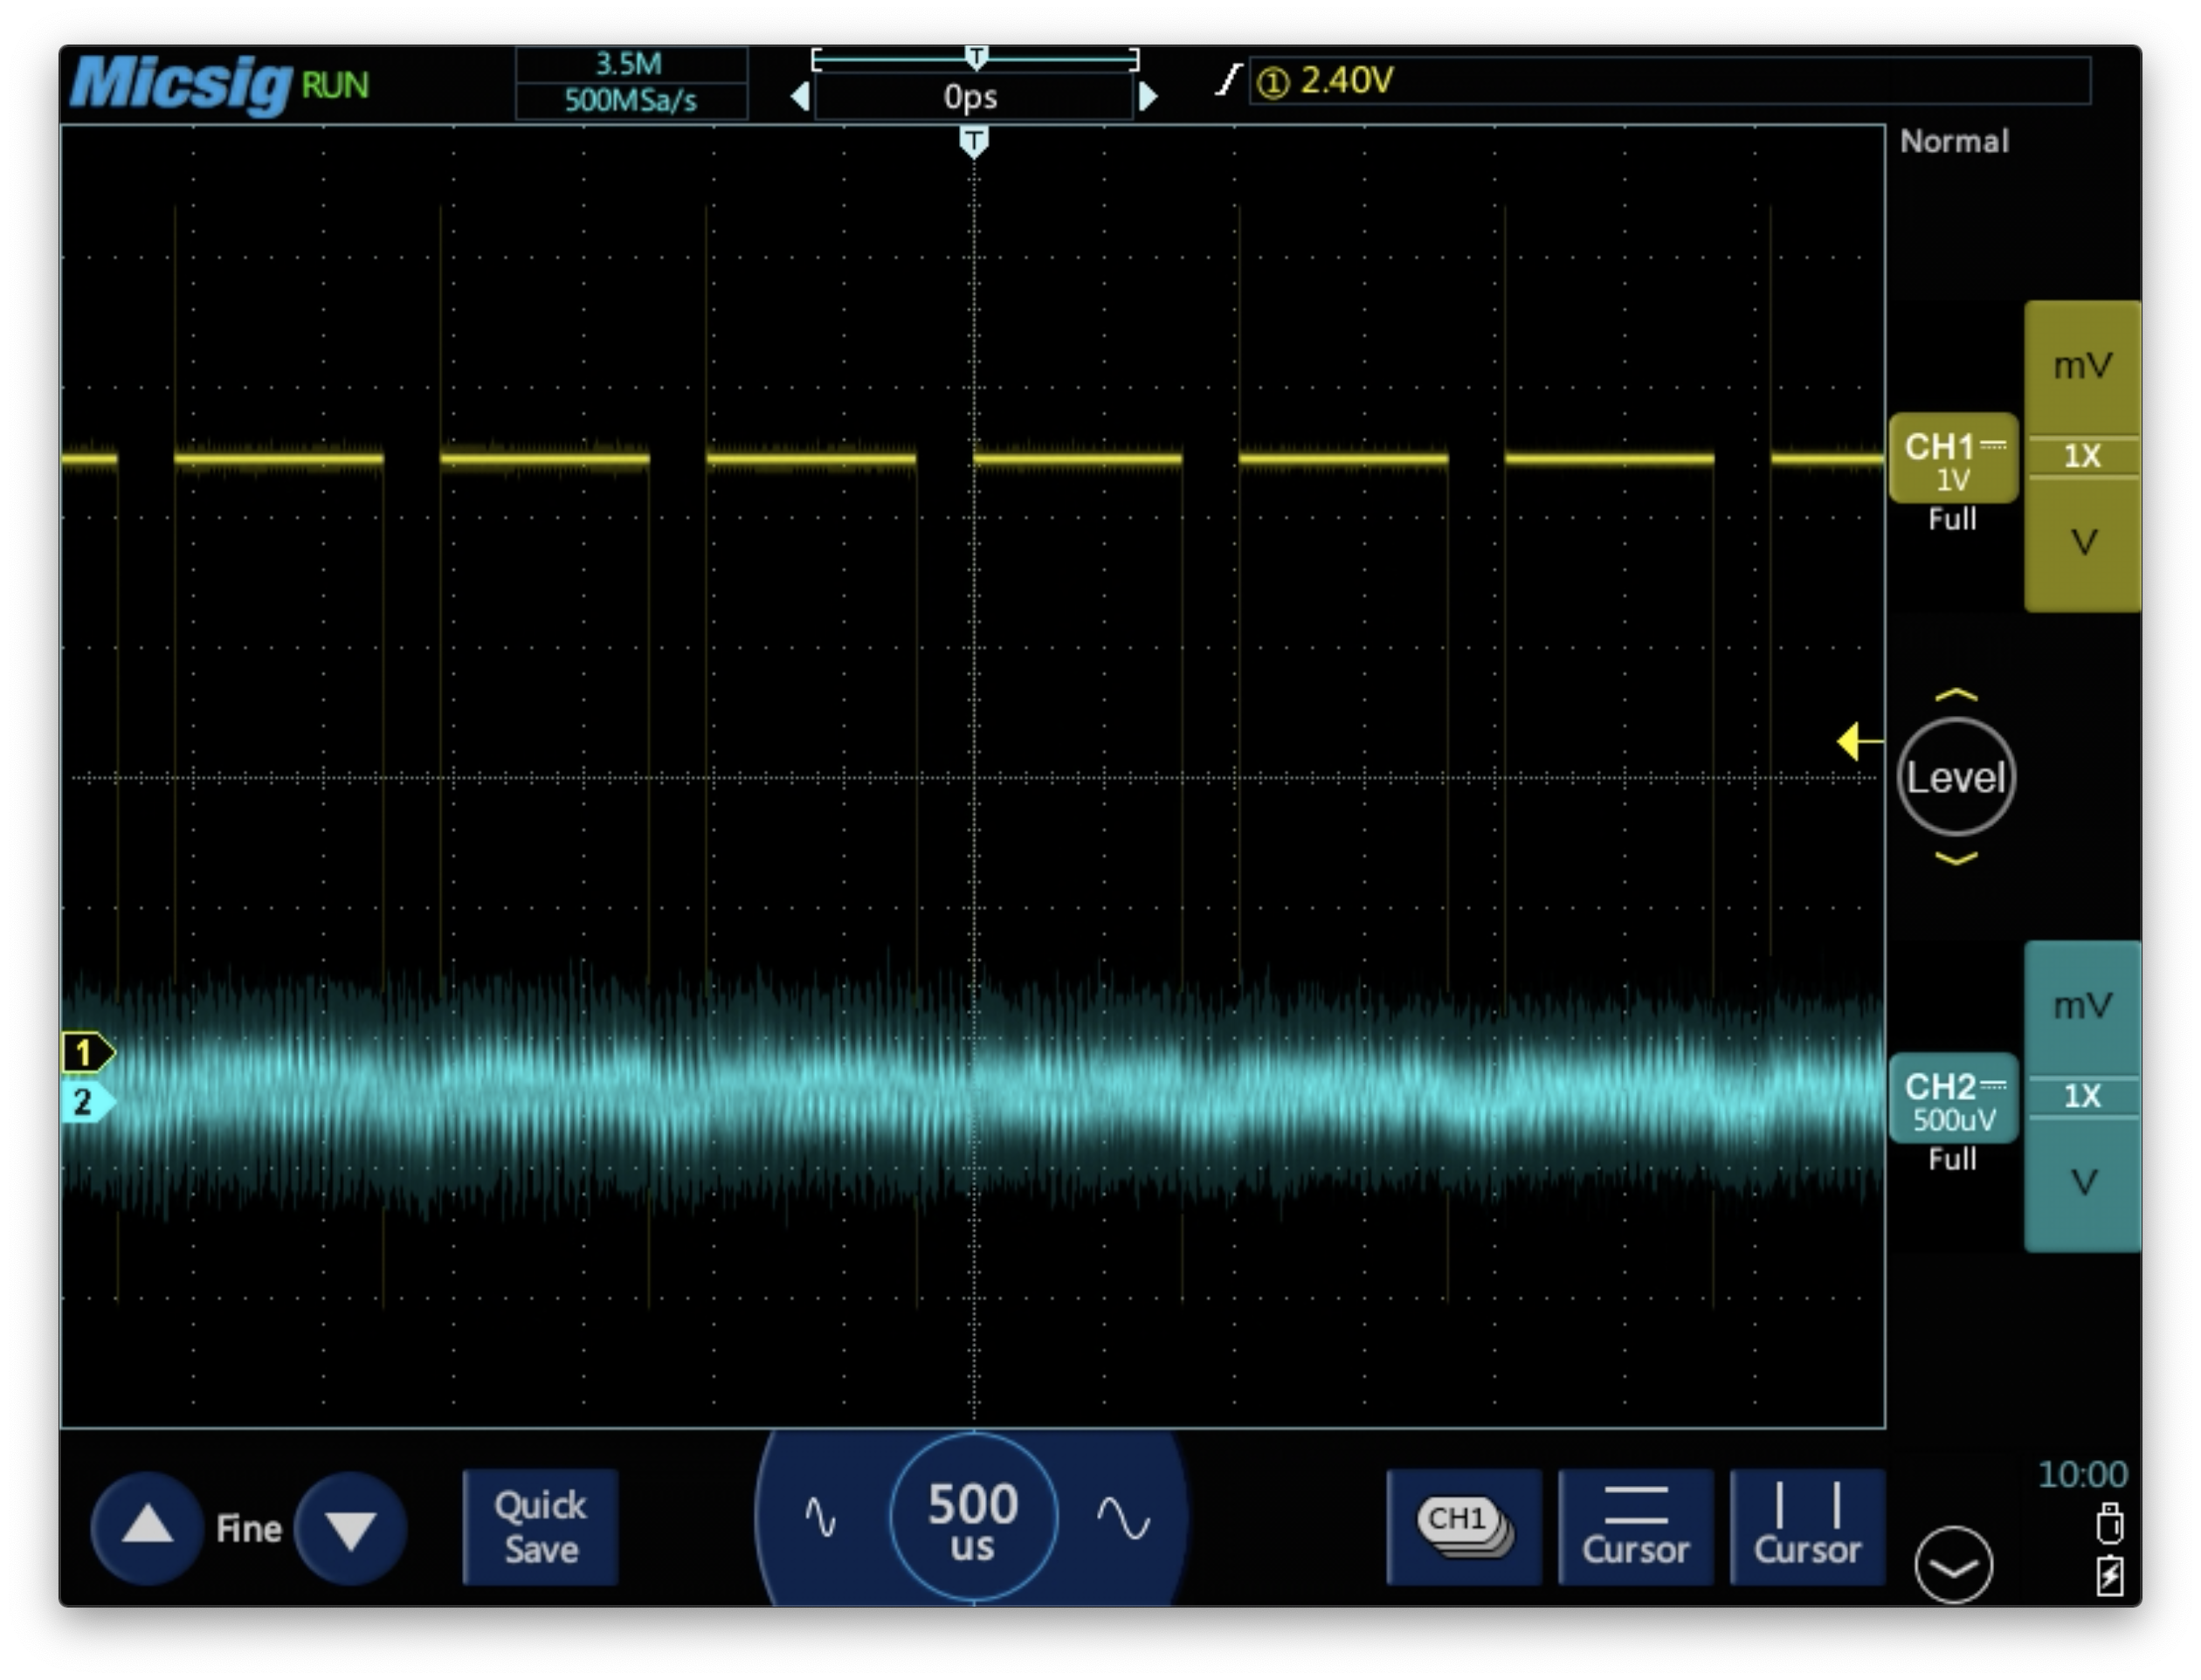 Micsig RUN
3.5M
500MSa/s
T
0ps
① 2.40V
T
Normal
mV
CH1
1V
1X
Full
V
Level
1
2
mV
CH2
500uV
1X
Full
V
Fine
Quick
Save
500
us
CH1
Cursor
Cursor
10:00